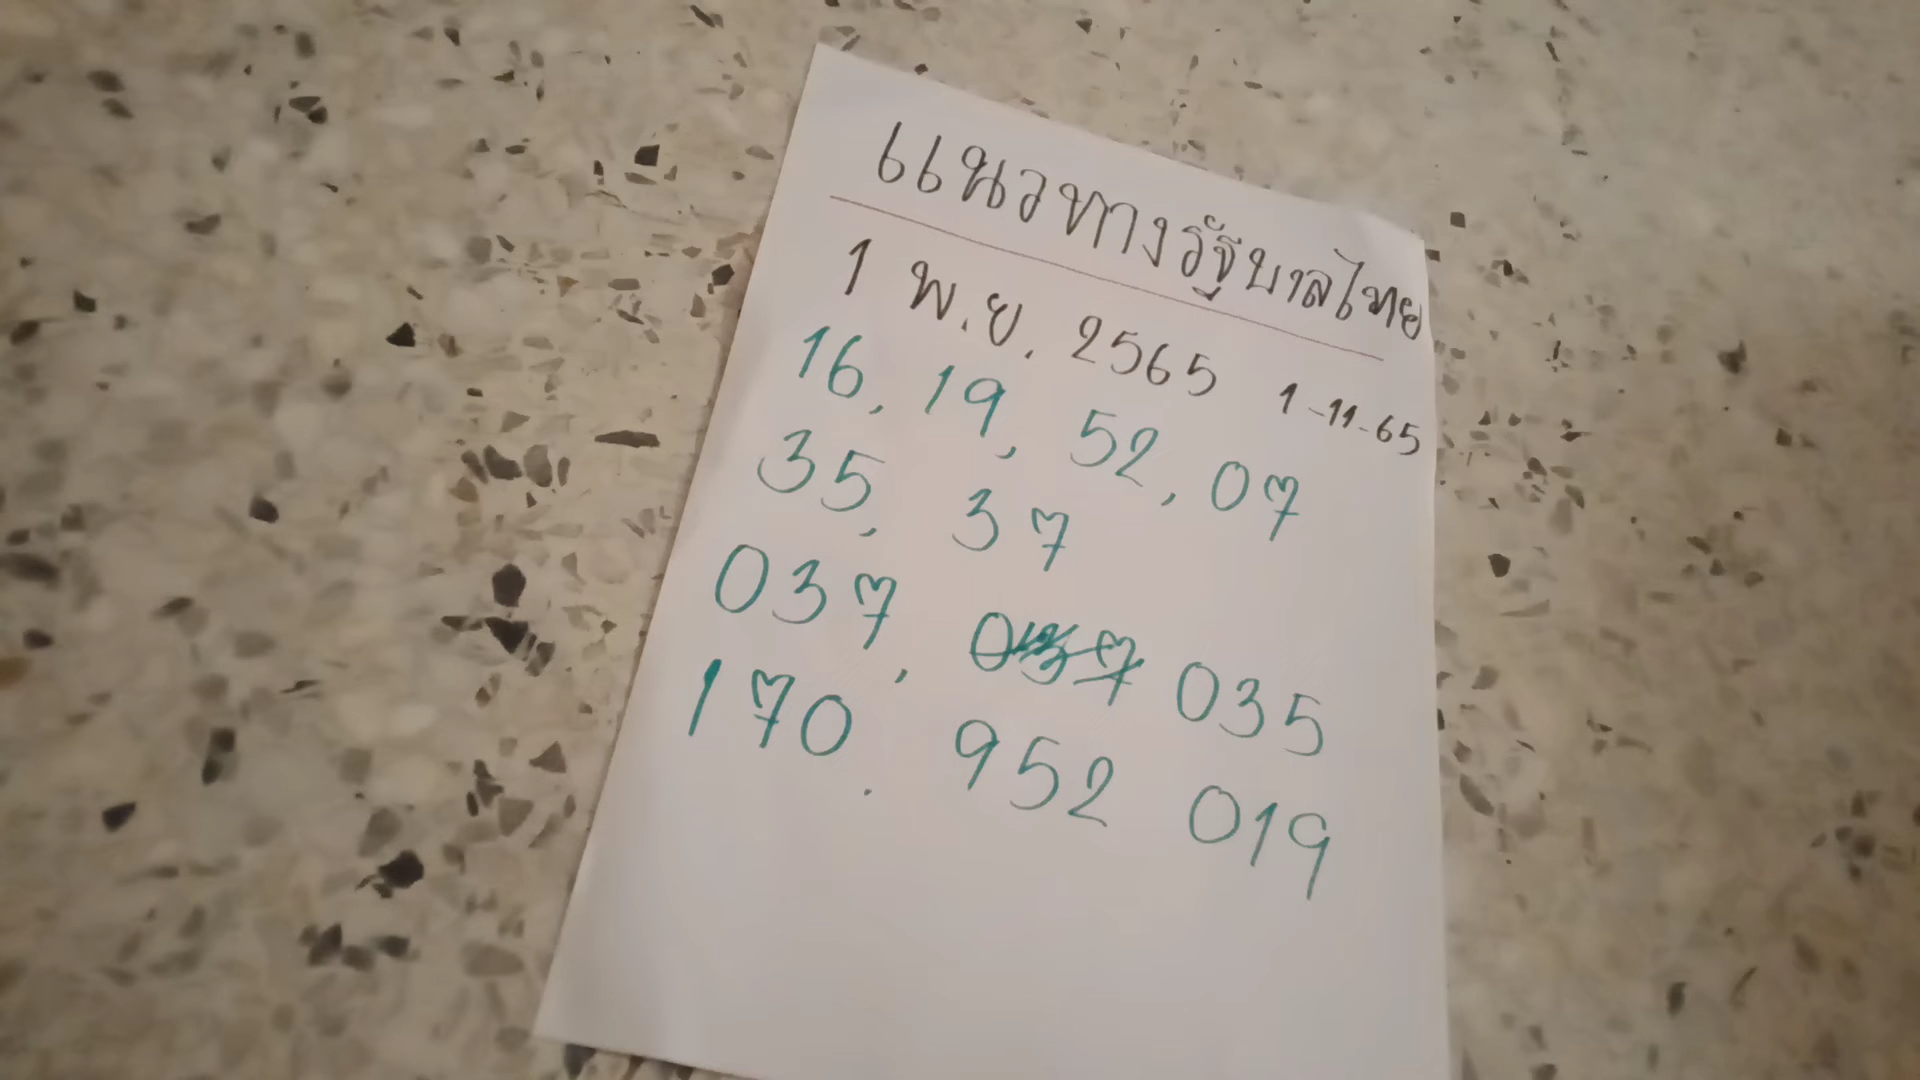 แนวทางรัฐบาลไทย
1 พ.ย. 2565 1-11-65
16, 19, 52, 07
35, 37
037, 035
170. 952 019